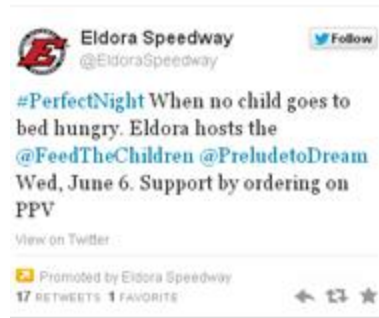 Eldora Speedway
Follow
@EldoraSpeedway
#PerfectNight When no child goes to
bed hungry. Eldora hosts the
@FeedTheChildren @PreludetoDream
Wed, June 6. Support by ordering on
PPV
View on Twitter
Promoted by Eldora Speedway
17 RETWEETS 1 FAVORITE